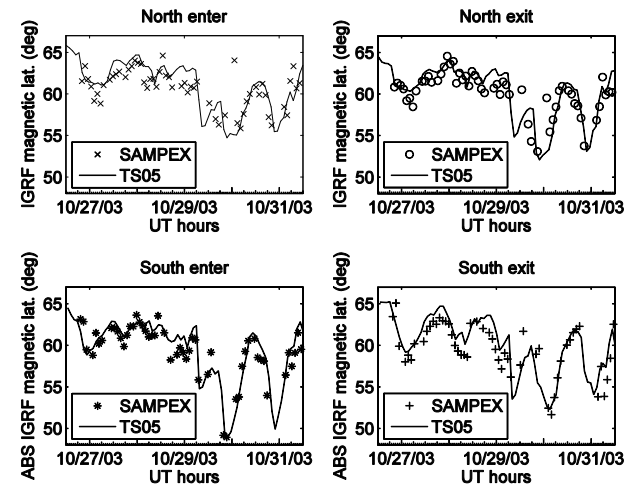 North enter
IGRF magnetic lat. (deg)
65
60
55
50
SAMPEX
TS05
10/27/03 10/29/03 10/31/03
UT hours
North exit
IGRF magnetic lat. (deg)
65
60
55
50
SAMPEX
TS05
10/27/03 10/29/03 10/31/03
UT hours
South enter
ABS IGRF magnetic lat. (deg)
65
60
55
50
SAMPEX
TS05
10/27/03 10/29/03 10/31/03
UT hours
South exit
ABS IGRF magnetic lat. (deg)
65
60
55
50
SAMPEX
TS05
10/27/03 10/29/03 10/31/03
UT hours